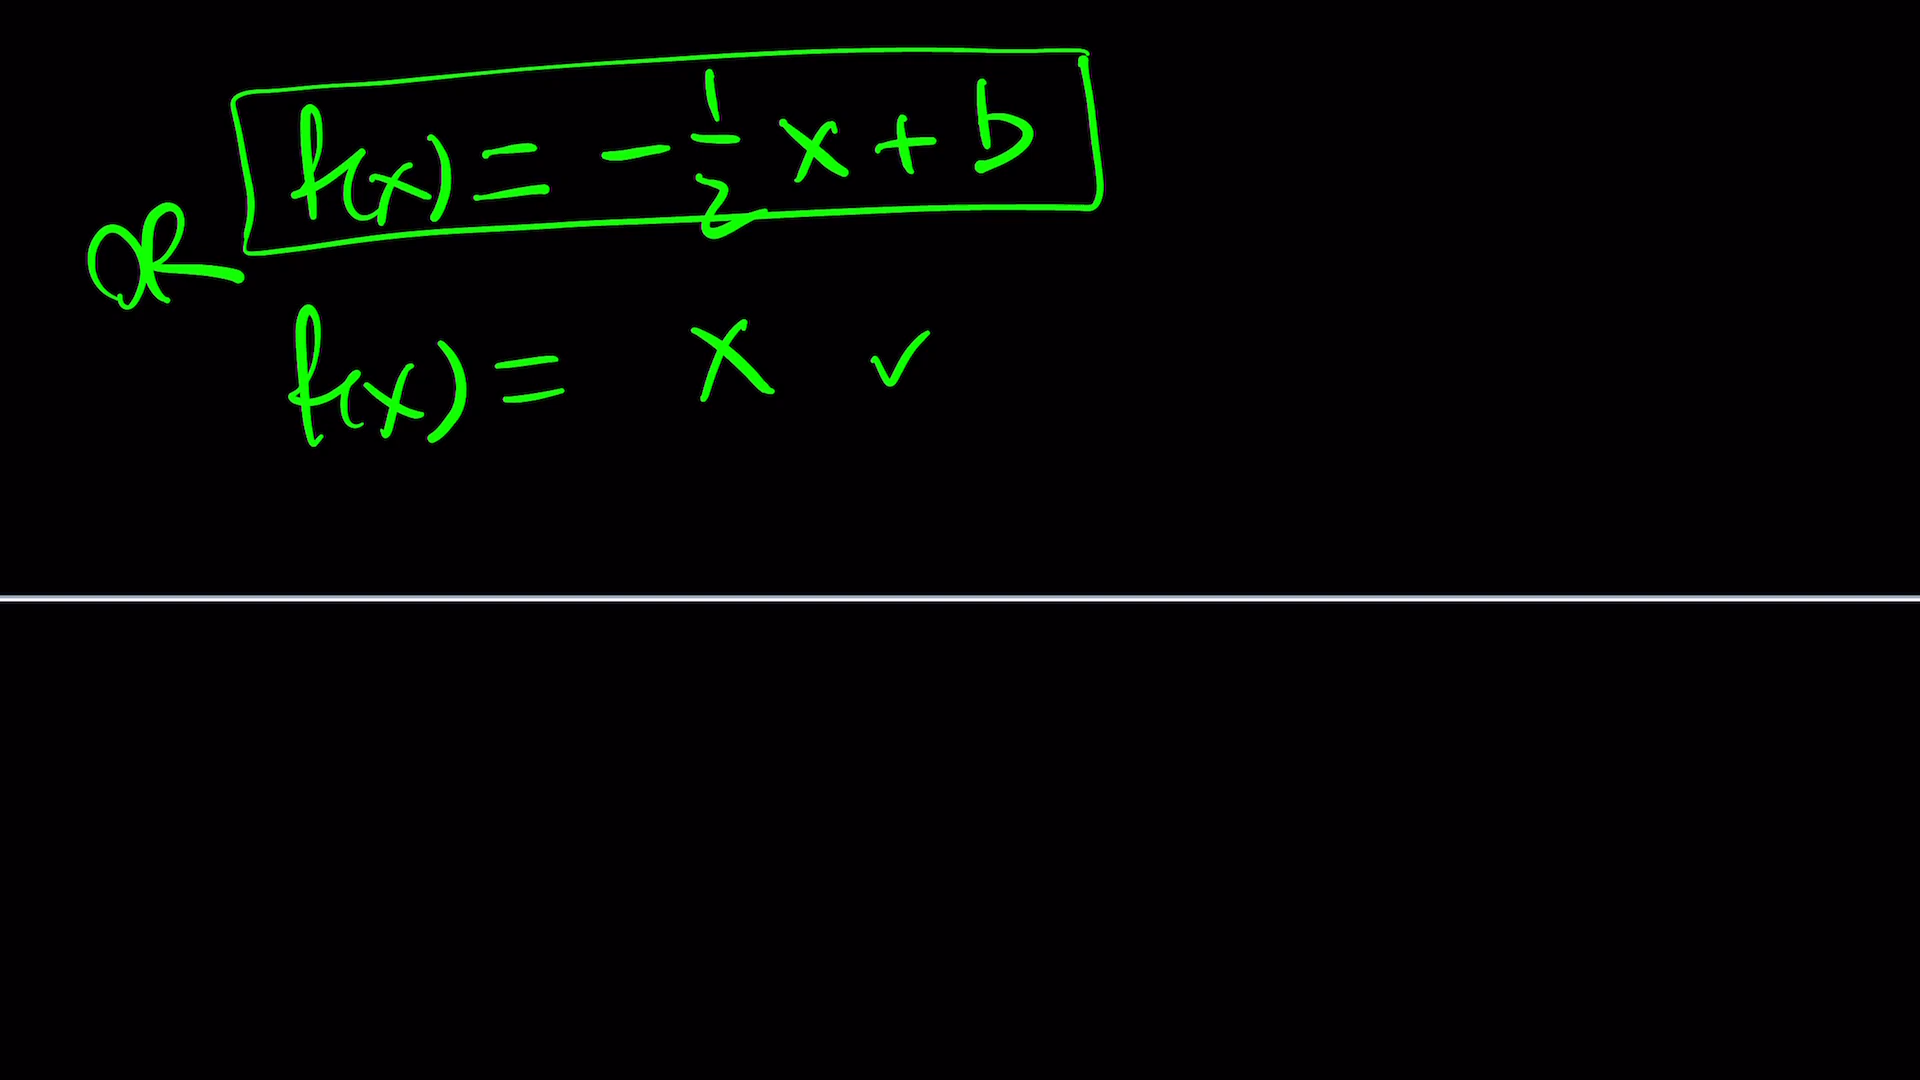 f(x) = - 1/2 x + b
OR
f(x) = x ✓